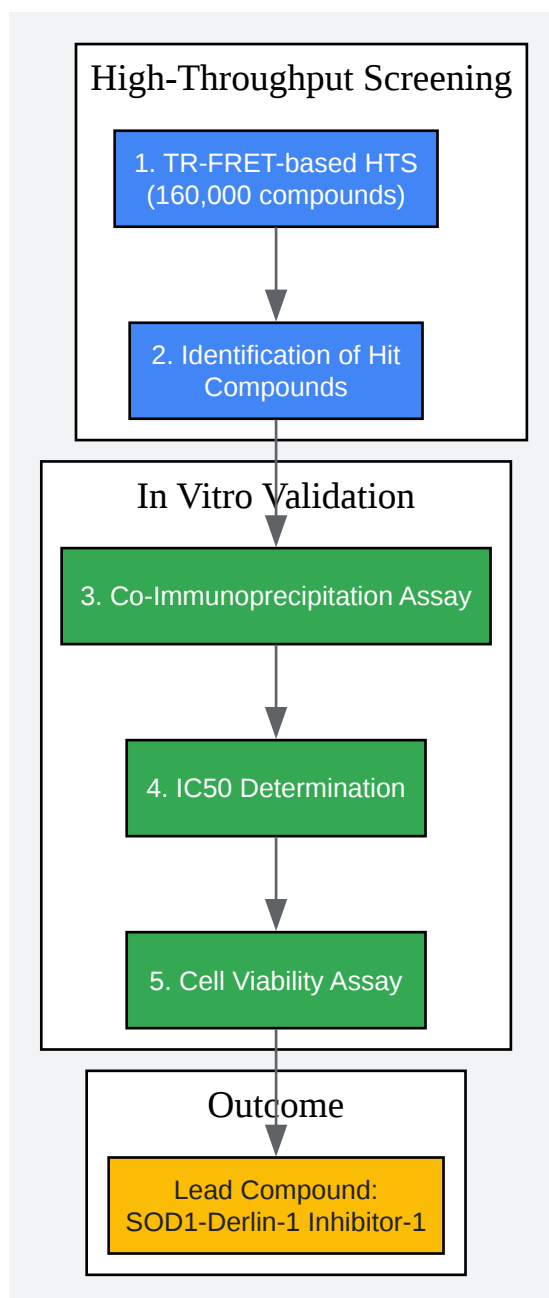 High-Throughput Screening
1. TR-FRET-based HTS
(160,000 compounds)
2. Identification of Hit
Compounds
In Vitro Validation
3. Co-Immunoprecipitation Assay
4. IC50 Determination
5. Cell Viability Assay
Outcome
Lead Compound:
SOD1-Derlin-1 Inhibitor-1